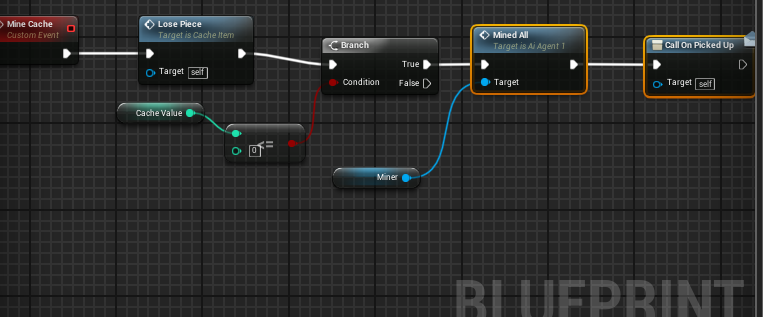 Mine Cache
Custom Event
Lose Piece
Target is Cache Item
Target self
Branch
True
Condition
False
Mined All
Target is Ai Agent 1
Target
Call On Picked Up
Target self
Cache Value
0
<=
Miner
BLUEPRINT